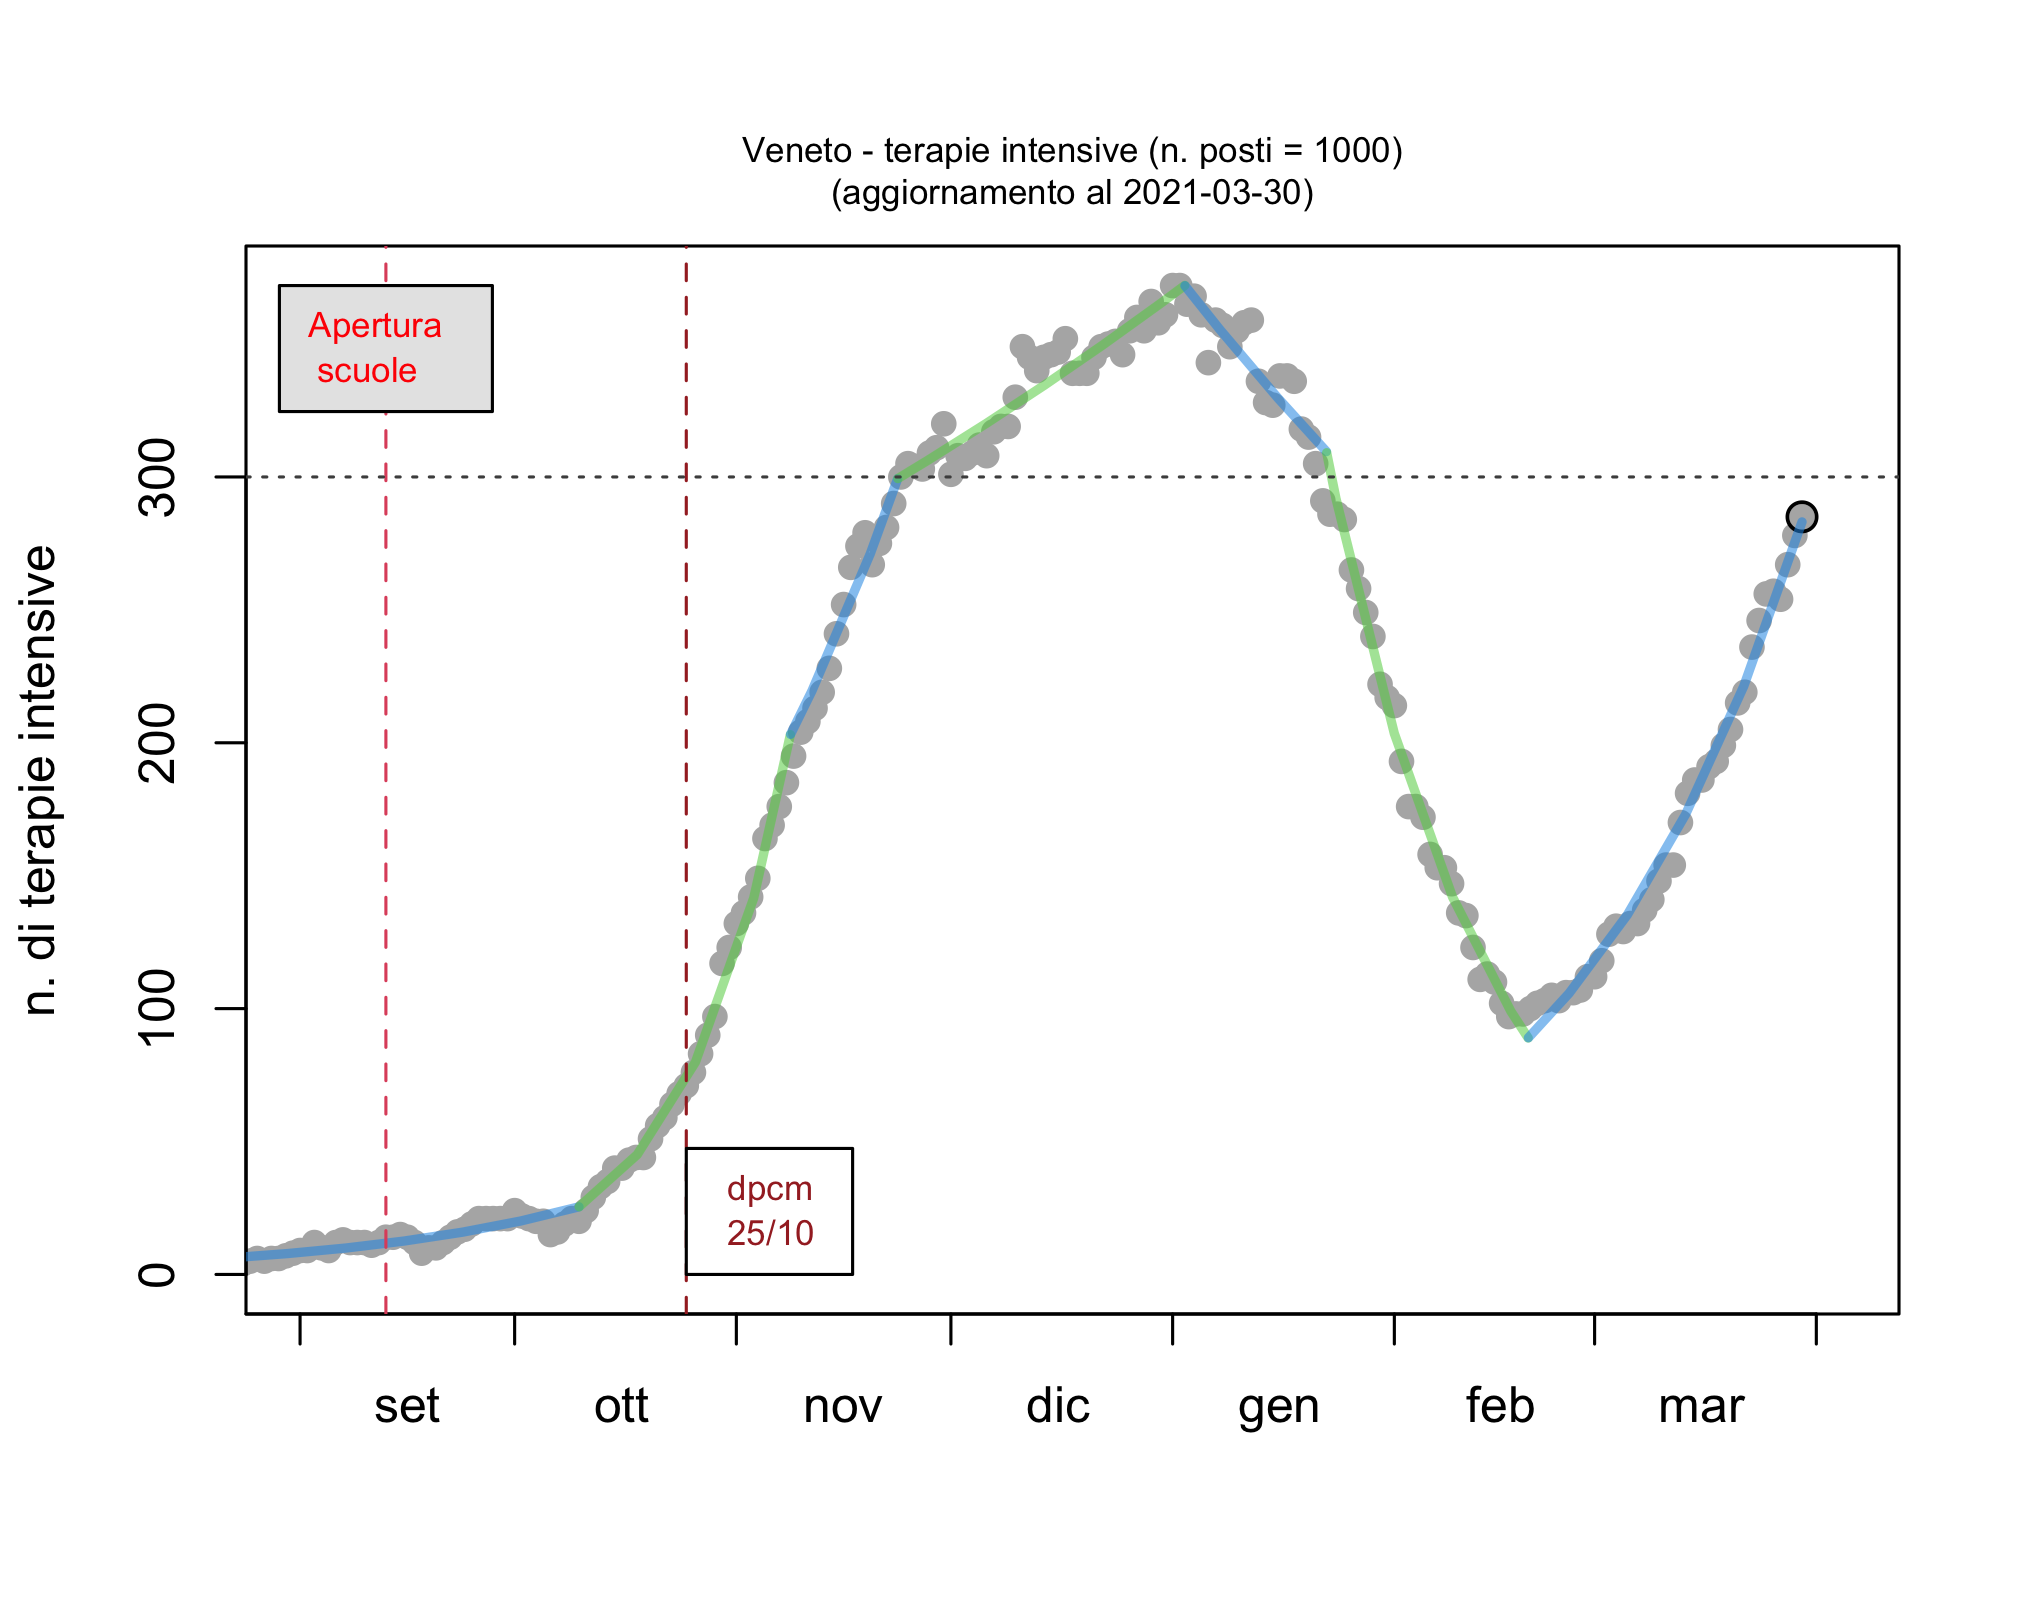 Veneto - terapie intensive (n. posti = 1000)
(aggiornamento al 2021-03-30)
Apertura
scuole
n. di terapie intensive
300
200
100
0
dpcm
25/10
set ott nov dic gen feb mar